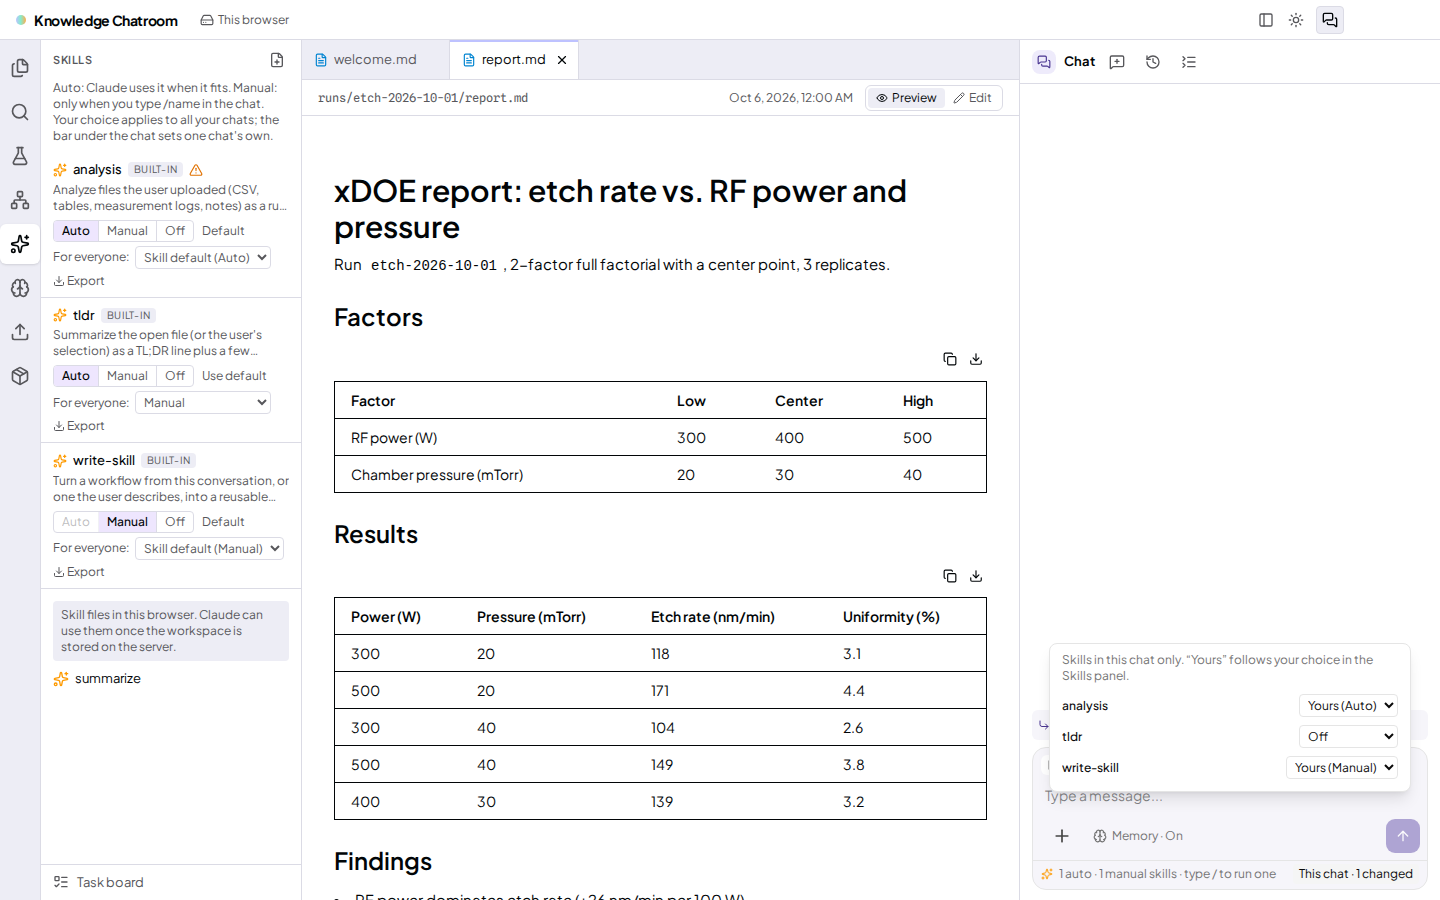 Knowledge Chatroom
This browser
SKILLS
Auto: Claude uses it when it fits. Manual:
only when you type /name in the chat.
Your choice applies to all your chats; the
bar under the chat sets one chat's own.
analysis BUILT-IN
Analyze files the user uploaded (CSV,
tables, measurement logs, notes) as a ru…
Auto Manual Off Default
For everyone: Skill default (Auto)
Export
tldr BUILT-IN
Summarize the open file (or the user's
selection) as a TL;DR line plus a few…
Auto Manual Off Use default
For everyone: Manual
Export
write-skill BUILT-IN
Turn a workflow from this conversation, or
one the user describes, into a reusable…
Auto Manual Off Default
For everyone: Skill default (Manual)
Export
Skill files in this browser. Claude can
use them once the workspace is
stored on the server.
summarize
Task board
welcome.md
report.md
runs/etch-2026-10-01/report.md
Oct 6, 2026, 12:00 AM
Preview Edit
xDOE report: etch rate vs. RF power and
pressure
Run etch-2026-10-01 , 2-factor full factorial with a center point, 3 replicates.
Factors
Factor Low Center High
RF power (W) 300 400 500
Chamber pressure (mTorr) 20 30 40
Results
Power (W) Pressure (mTorr) Etch rate (nm/min) Uniformity (%)
300 20 118 3.1
500 20 171 4.4
300 40 104 2.6
500 40 149 3.8
400 30 139 3.2
Findings
RF power dominates etch rate (+26 nm/min per 100 W)
Chat
Skills in this chat only. “Yours” follows your choice in the
Skills panel.
analysis Yours (Auto)
tldr Off
write-skill Yours (Manual)
Type a message...
Memory · On
1 auto · 1 manual skills · type / to run one
This chat · 1 changed